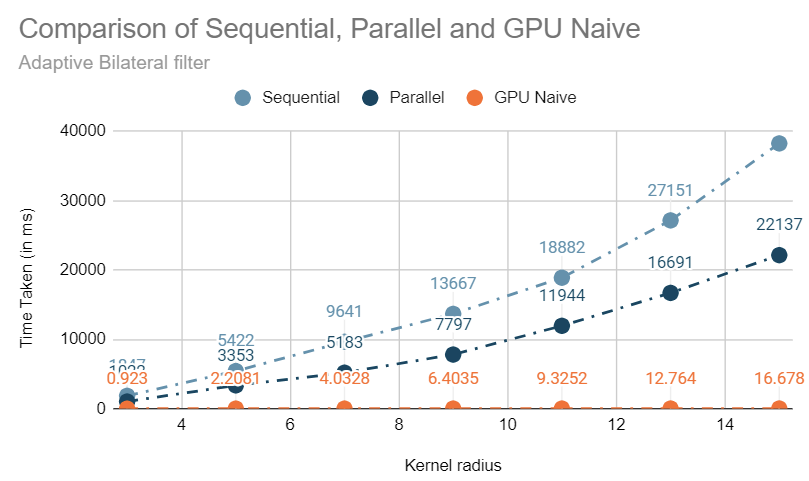 Comparison of Sequential, Parallel and GPU Naive
Adaptive Bilateral filter
Sequential Parallel GPU Naive
40000
30000
20000
10000
0
Time Taken (in ms)
27151
22137
18882
16691
13667
11944
9641
7797
5422
5183
3353
0.923 2.2081 4.0328 6.4035 9.3252 12.764 16.678
4 6 8 10 12 14
Kernel radius